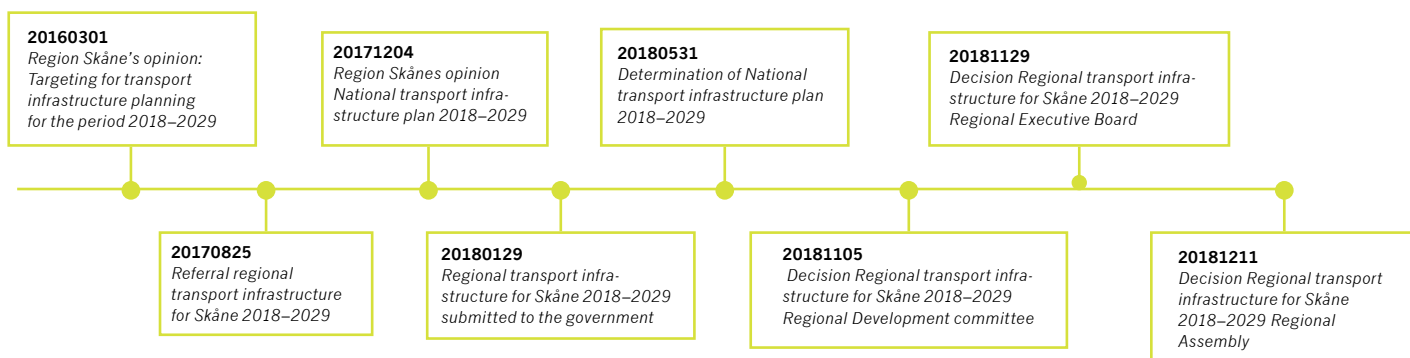 20160301
Region Skåne's opinion:
Targeting for transport
infrastructure planning
for the period 2018–2029
20171204
Region Skånes opinion
National transport infra-
structure plan 2018–2029
20180531
Determination of National
transport infrastructure plan
2018–2029
20181129
Decision Regional transport infra-
structure for Skåne 2018–2029
Regional Executive Board
20170825
Referral regional
transport infrastructure
for Skåne 2018–2029
20180129
Regional transport infra-
structure for Skåne 2018–2029
submitted to the government
20181105
Decision Regional transport infra-
structure for Skåne 2018–2029
Regional Development committee
20181211
Decision Regional transport
infrastructure for Skåne
2018–2029 Regional
Assembly